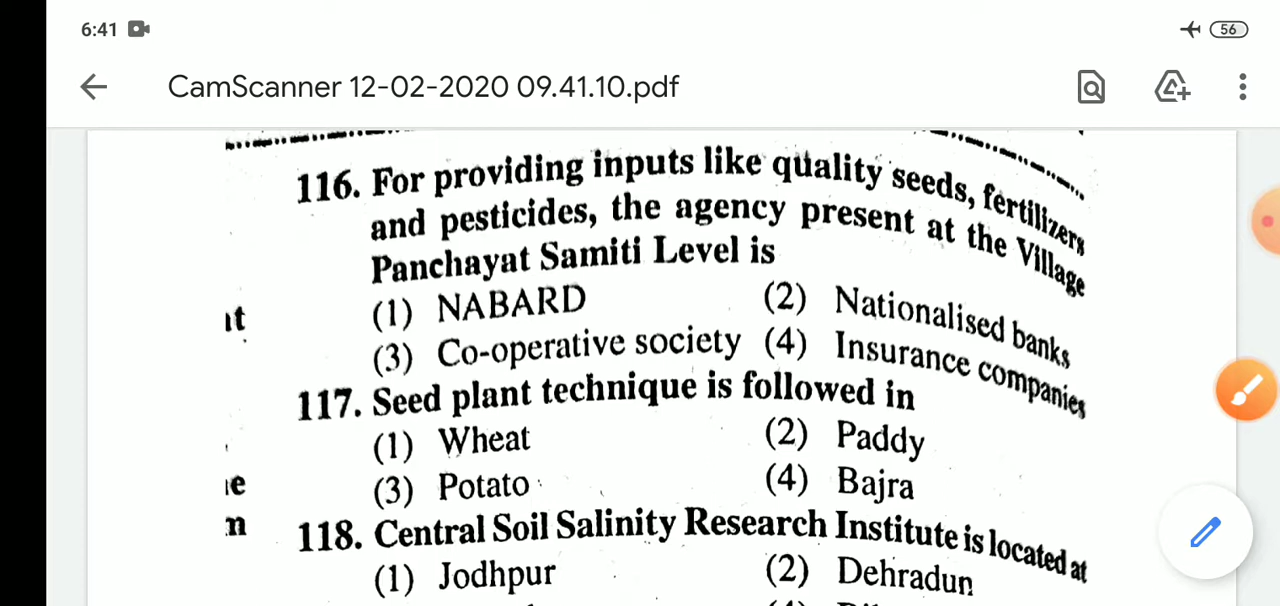 6:41
56
CamScanner 12-02-2020 09.41.10.pdf
116. For providing inputs like quality seeds, fertilizers
and pesticides, the agency present at the Village
Panchayat Samiti Level is
(1) NABARD (2) Nationalised banks
(3) Co-operative society (4) Insurance companies
117. Seed plant technique is followed in
(1) Wheat (2) Paddy
(3) Potato (4) Bajra
118. Central Soil Salinity Research Institute is located at
(1) Jodhpur (2) Dehradun